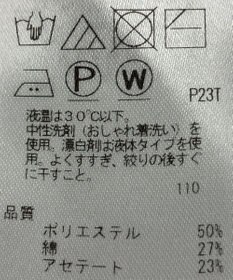 P W
P23T
液温は30℃以下。
中性洗剤（おしゃれ着洗い）を
使用。漂白剤は液体タイプを使
用。よくすすぎ、絞りの後すぐ
に干すこと。
110
品質
ポリエステル 50%
綿 27%
アセテート 23%